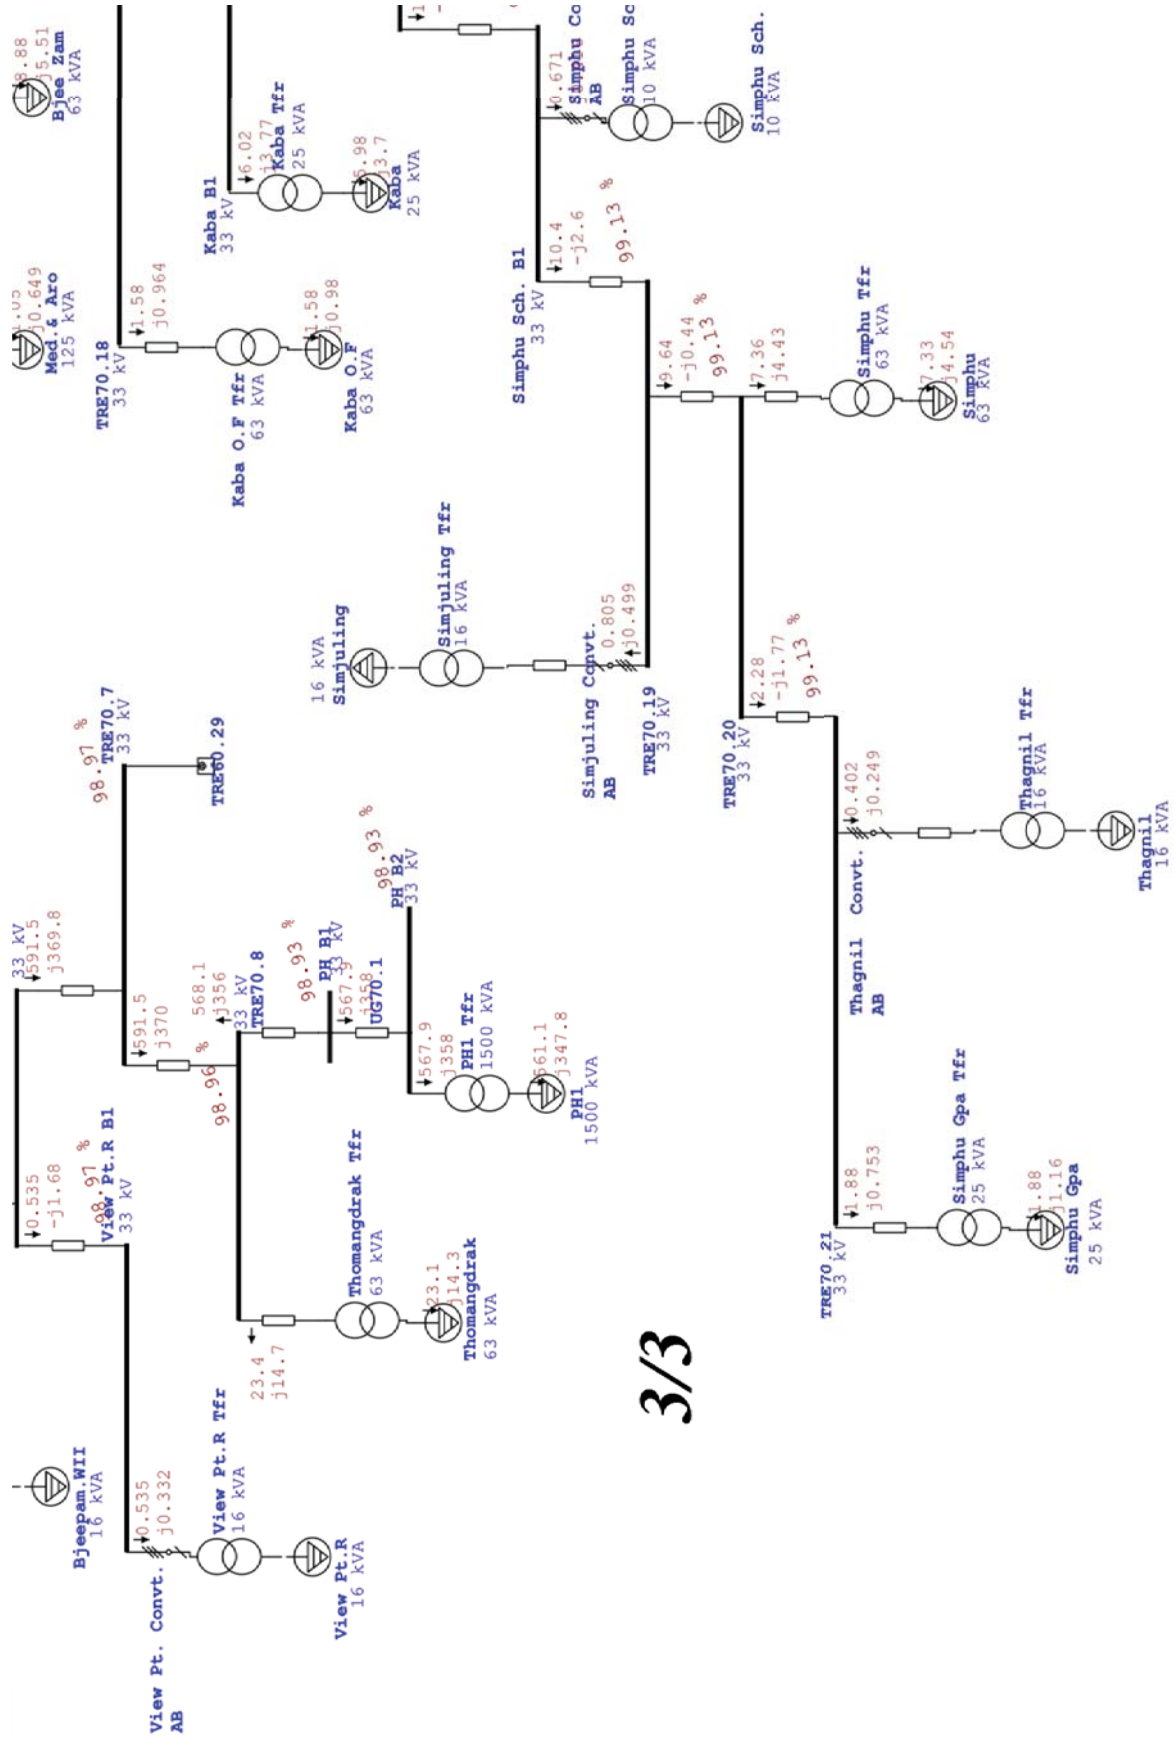 8.88
j5.51
Bjee Zam
63 kVA
j0.649
Med.& Aro
125 kVA
TRE70.18
33 kV
1.58
j0.964
Kaba O.F Tfr
63 kVA
1.58
j0.98
Kaba O.F
63 kVA
Kaba B1
33 kV
6.02
j3.77
Kaba Tfr
25 kVA
5.98
j3.7
Kaba
25 kVA
0.671
Simphu Co
AB
Simphu Sc
10 kVA
Simphu Sch.
10 kVA
Simphu Sch. B1
33 kV
10.4
-j2.6
99.13 %
9.64
-j0.44
99.13 %
7.36
j4.43
Simphu Tfr
63 kVA
7.33
j4.54
Simphu
63 kVA
16 kVA
Simjuling
Simjuling Tfr
16 kVA
Simjuling Convt.
AB
0.805
j0.499
TRE70.19
33 kV
TRE70.20
33 kV
2.28
-j1.77
99.13 %
0.402
j0.249
Thagnil Convt.
AB
Thagnil Tfr
16 kVA
Thagnil
16 kVA
TRE70.21
33 kV
1.88
j0.753
Simphu Gpa Tfr
25 kVA
1.88
j1.16
Simphu Gpa
25 kVA
98.97 %
TRE70.7
33 kV
TRE60.29
33 kV
591.5
j369.8
591.5
j370
568.1
j356
33 kV
TRE70.8
98.96 %
98.93 %
PH B1
33 kV
567.9
j358
UG70.1
98.93 %
PH B2
33 kV
567.9
j358
PH1 Tfr
1500 kVA
561.1
j347.8
PH1
1500 kVA
0.535
-j1.68
98.97 %
View Pt.R B1
33 kV
Thomangdrak Tfr
63 kVA
23.4
j14.7
23.1
j14.3
Thomangdrak
63 kVA
Bjeepam.WII
16 kVA
0.535
j0.332
View Pt. Convt.
AB
View Pt.R Tfr
16 kVA
View Pt.R
16 kVA
3/3